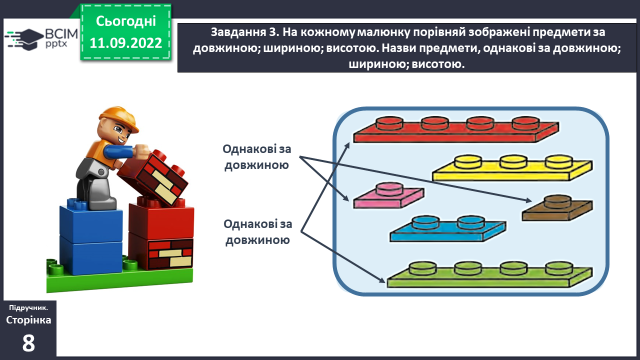 Сьогодні
11.09.2022
ВСІМ
pptx
Завдання 3. На кожному малюнку порівняй зображені предмети за
довжиною; шириною; висотою. Назви предмети, однакові за довжиною;
шириною; висотою.
Однакові за
довжиною
Однакові за
довжиною
Підручник.
Сторінка
8